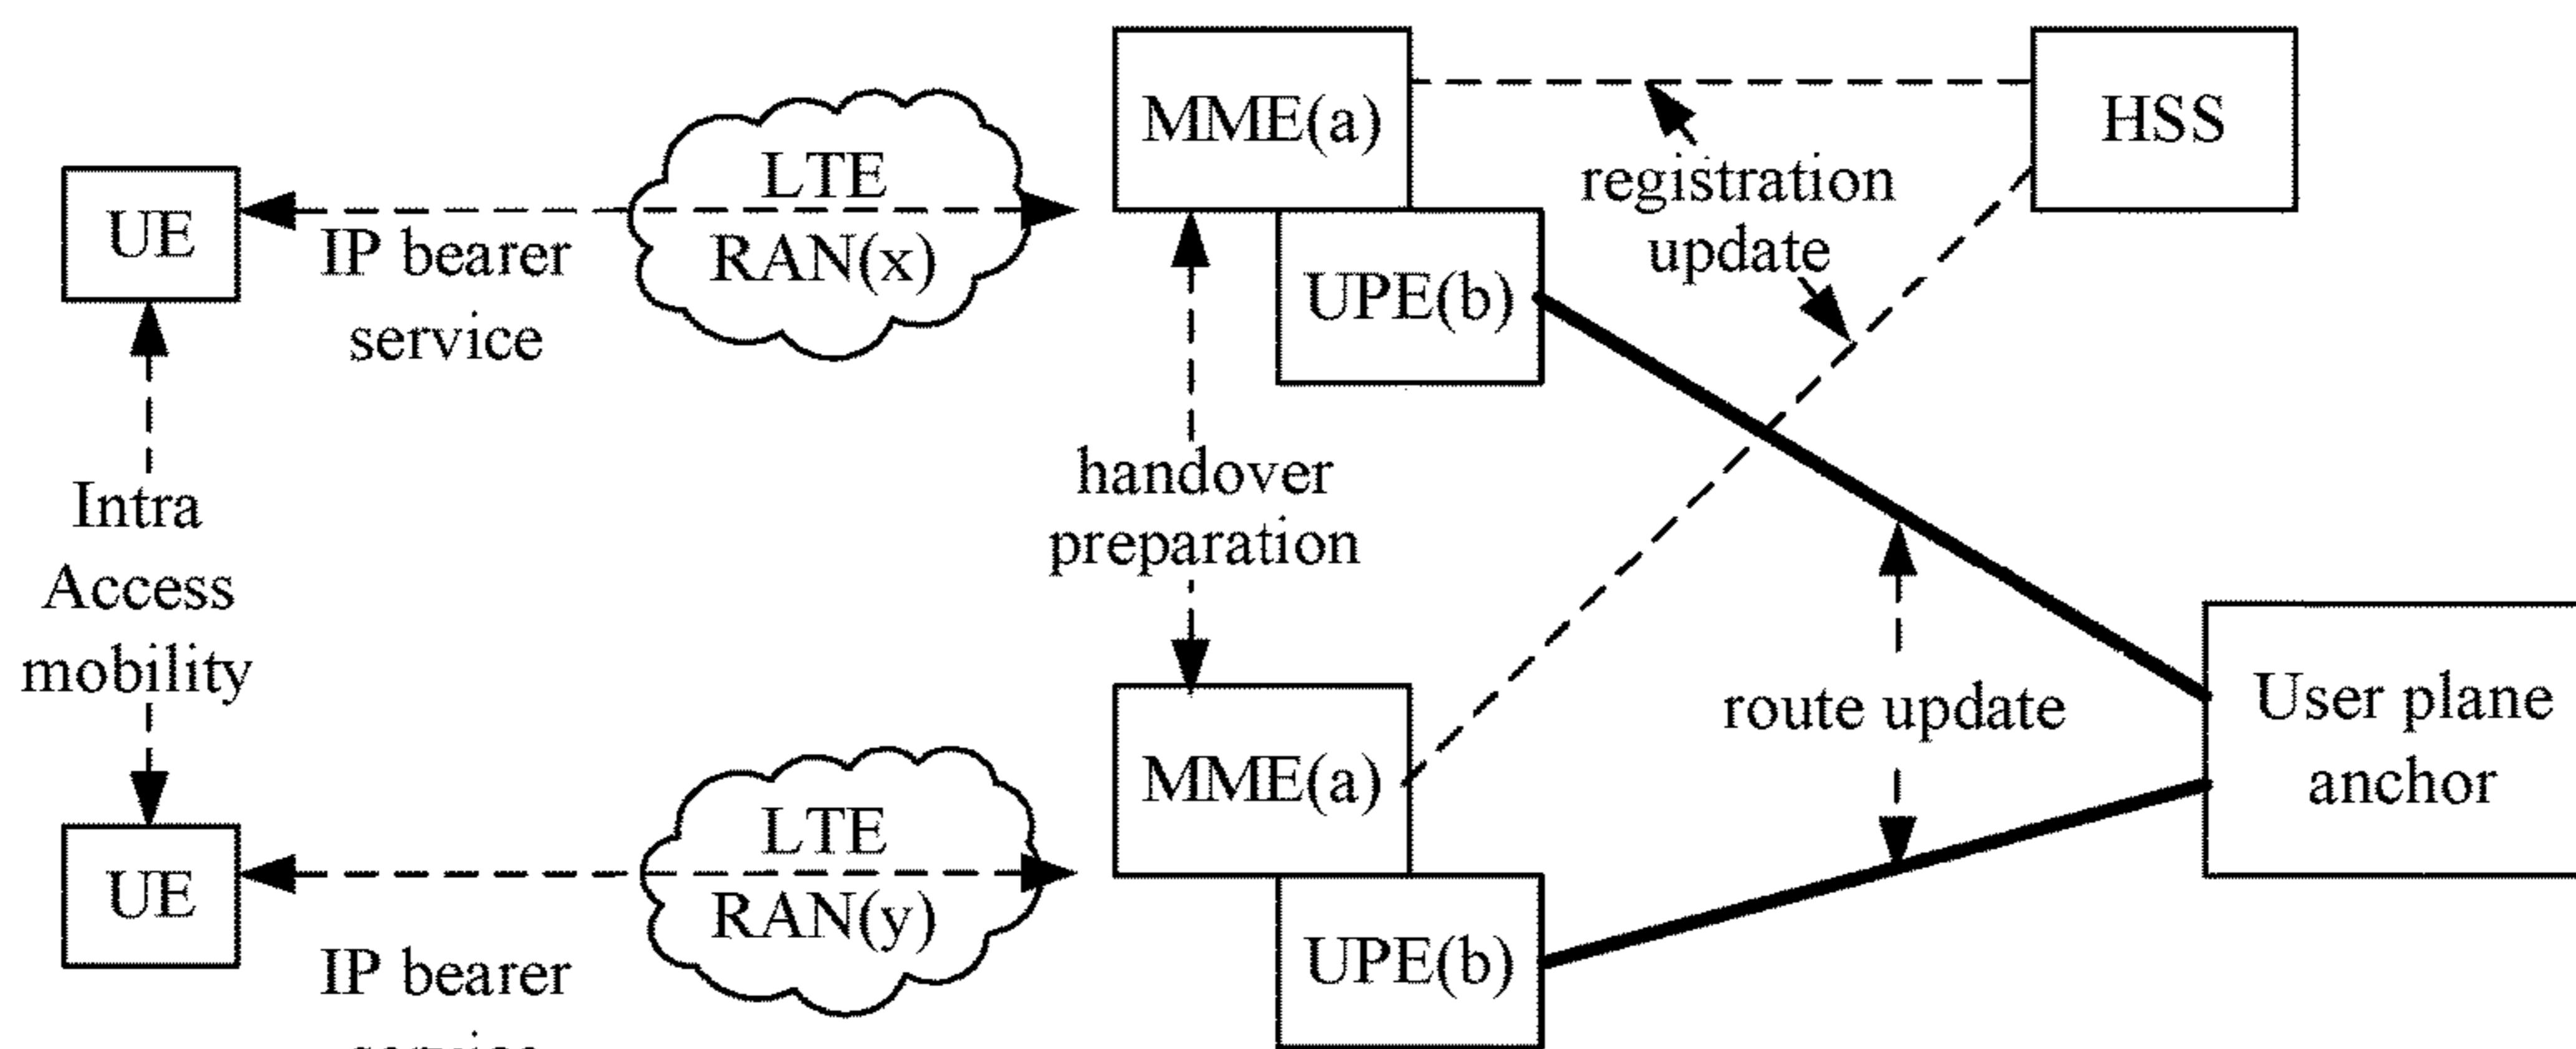 MME(a)
HSS
UE
IP bearer
service
LTE
RAN(x)
registration
update
UPE(b)
Intra
Access
mobility
handover
preparation
route update
User plane
anchor
UE
IP bearer
LTE
RAN(y)
MME(a)
UPE(b)